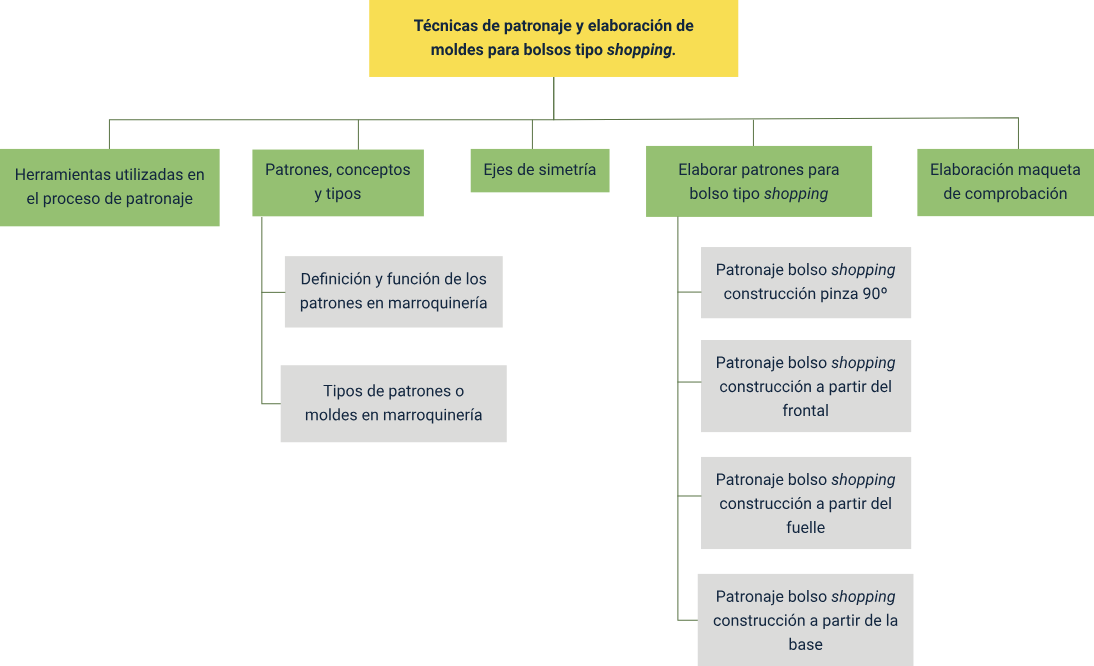 Técnicas de patronaje y elaboración de
moldes para bolsos tipo shopping.
Herramientas utilizadas en
el proceso de patronaje
Patrones, conceptos
y tipos
Definición y función de los
patrones en marroquinería
Tipos de patrones o
moldes en marroquinería
Ejes de simetría
Elaborar patrones para
bolso tipo shopping
Patronaje bolso shopping
construcción pinza 90º
Patronaje bolso shopping
construcción a partir del
frontal
Patronaje bolso shopping
construcción a partir del
fuelle
Patronaje bolso shopping
construcción a partir de la
base
Elaboración maqueta
de comprobación